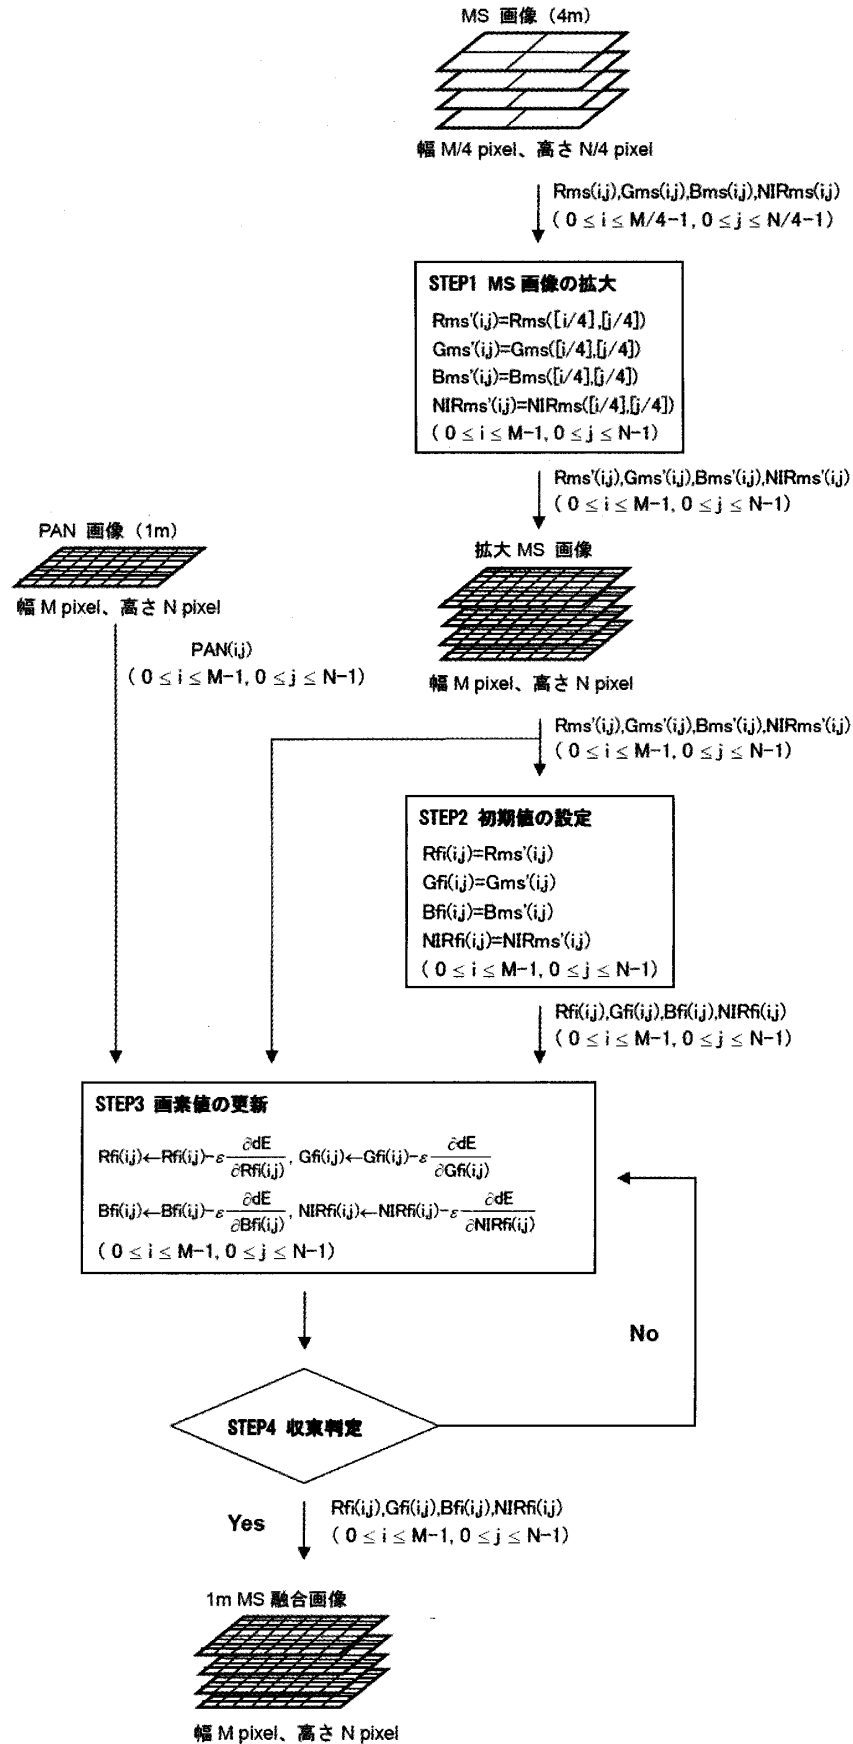 MS 画像（4m）
幅 M/4 pixel、高さ N/4 pixel
Rms(i,j),Gms(i,j),Bms(i,j),NIRms(i,j)
( 0 ≤ i ≤ M/4-1, 0 ≤ j ≤ N/4-1)
STEP1 MS 画像の拡大
Rms'(i,j)=Rms([i/4],[j/4])
Gms'(i,j)=Gms([i/4],[j/4])
Bms'(i,j)=Bms([i/4],[j/4])
NIRms'(i,j)=NIRms([i/4],[j/4])
( 0 ≤ i ≤ M-1, 0 ≤ j ≤ N-1)
Rms'(i,j),Gms'(i,j),Bms'(i,j),NIRms'(i,j)
( 0 ≤ i ≤ M-1, 0 ≤ j ≤ N-1)
PAN 画像（1m）
幅 M pixel、高さ N pixel
PAN(i,j)
( 0 ≤ i ≤ M-1, 0 ≤ j ≤ N-1)
拡大 MS 画像
幅 M pixel、高さ N pixel
Rms'(i,j),Gms'(i,j),Bms'(i,j),NIRms'(i,j)
( 0 ≤ i ≤ M-1, 0 ≤ j ≤ N-1)
STEP2 初期値の設定
Rfi(i,j)=Rms'(i,j)
Gfi(i,j)=Gms'(i,j)
Bfi(i,j)=Bms'(i,j)
NIRfi(i,j)=NIRms'(i,j)
( 0 ≤ i ≤ M-1, 0 ≤ j ≤ N-1)
Rfi(i,j),Gfi(i,j),Bfi(i,j),NIRfi(i,j)
( 0 ≤ i ≤ M-1, 0 ≤ j ≤ N-1)
STEP3 画素値の更新
Rfi(i,j)←Rfi(i,j)-ε ∂dE/∂Rfi(i,j), Gfi(i,j)←Gfi(i,j)-ε ∂dE/∂Gfi(i,j)
Bfi(i,j)←Bfi(i,j)-ε ∂dE/∂Bfi(i,j), NIRfi(i,j)←NIRfi(i,j)-ε ∂dE/∂NIRfi(i,j)
( 0 ≤ i ≤ M-1, 0 ≤ j ≤ N-1)
No
STEP4 収束判定
Yes
Rfi(i,j),Gfi(i,j),Bfi(i,j),NIRfi(i,j)
( 0 ≤ i ≤ M-1, 0 ≤ j ≤ N-1)
1m MS 融合画像
幅 M pixel、高さ N pixel